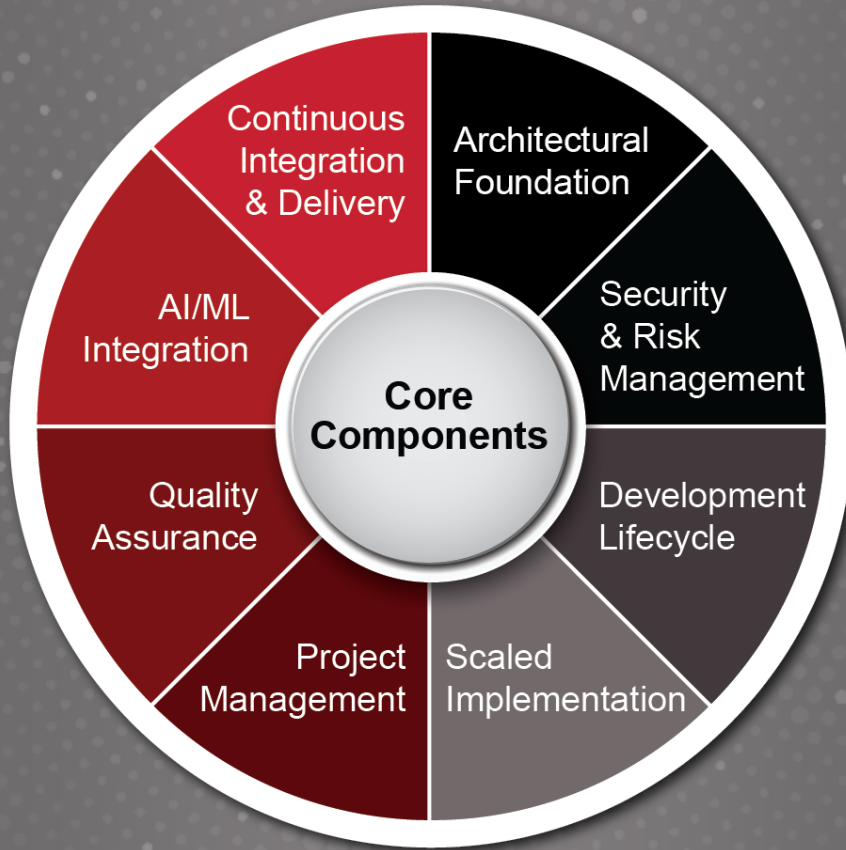 Core
Components
Architectural
Foundation
Security
& Risk
Management
Development
Lifecycle
Scaled
Implementation
Project
Management
Quality
Assurance
AI/ML
Integration
Continuous
Integration
& Delivery